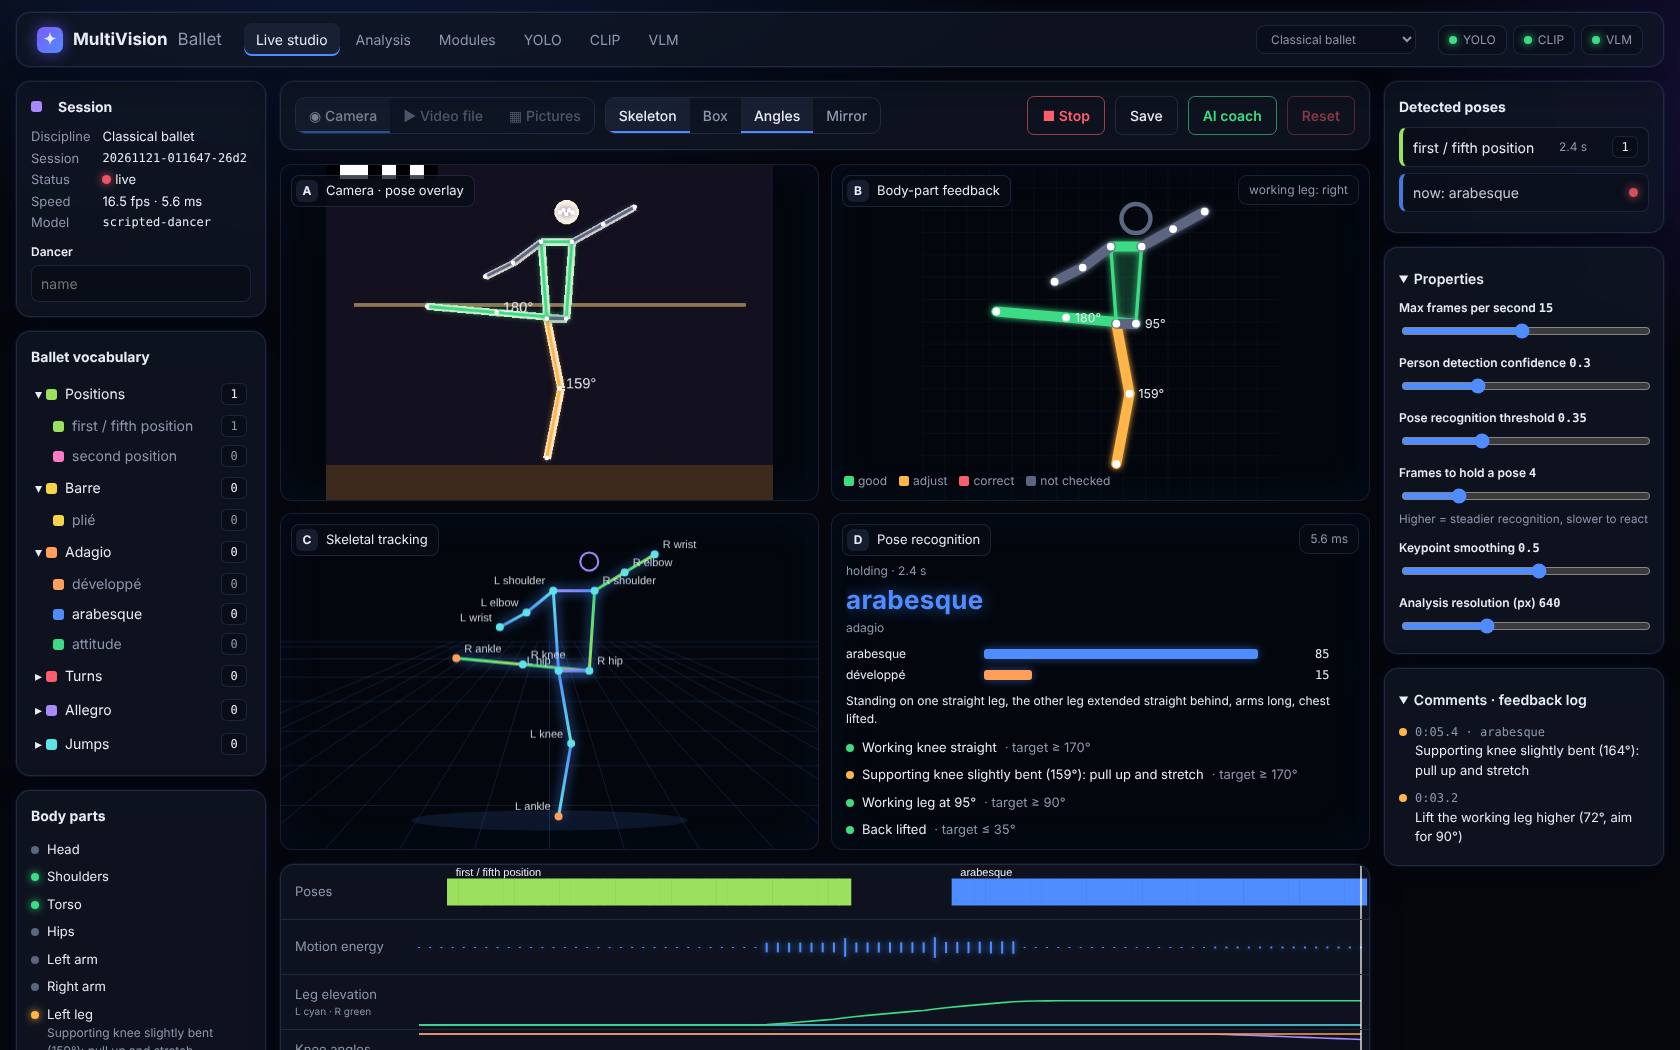 MultiVision Ballet
Live studio
Analysis
Modules
YOLO
CLIP
VLM
Classical ballet
YOLO
CLIP
VLM
Session
Discipline Classical ballet
Session 20261121-011647-26d2
Status live
Speed 16.5 fps · 5.6 ms
Model scripted-dancer
Dancer
name
Ballet vocabulary
Positions 1
first / fifth position 1
second position 0
Barre 0
plié 0
Adagio 0
développé 0
arabesque 0
attitude 0
Turns 0
Allegro 0
Jumps 0
Body parts
Head
Shoulders
Torso
Hips
Left arm
Right arm
Left leg
Supporting knee slightly bent
(159°): pull up and stretch
Camera
Video file
Pictures
Skeleton
Box
Angles
Mirror
Stop
Save
AI coach
Reset
A Camera · pose overlay
180°
159°
B Body-part feedback
working leg: right
180°
95°
159°
good adjust correct not checked
C Skeletal tracking
R wrist
R elbow
R shoulder
L shoulder
L elbow
L wrist
R ankle
R knee
L hip
R hip
L knee
L ankle
D Pose recognition
5.6 ms
holding · 2.4 s
arabesque
adagio
arabesque 85
développé 15
Standing on one straight leg, the other leg extended straight behind, arms long, chest
lifted.
Working knee straight · target ≥ 170°
Supporting knee slightly bent (159°): pull up and stretch · target ≥ 170°
Working leg at 95° · target ≥ 90°
Back lifted · target ≤ 35°
Poses
first / fifth position
arabesque
Motion energy
Leg elevation
L cyan · R green
Knee angles
Detected poses
first / fifth position 2.4 s 1
now: arabesque
Properties
Max frames per second 15
Person detection confidence 0.3
Pose recognition threshold 0.35
Frames to hold a pose 4
Higher = steadier recognition, slower to react
Keypoint smoothing 0.5
Analysis resolution (px) 640
Comments · feedback log
0:05.4 · arabesque
Supporting knee slightly bent (164°):
pull up and stretch
0:03.2
Lift the working leg higher (72°, aim
for 90°)